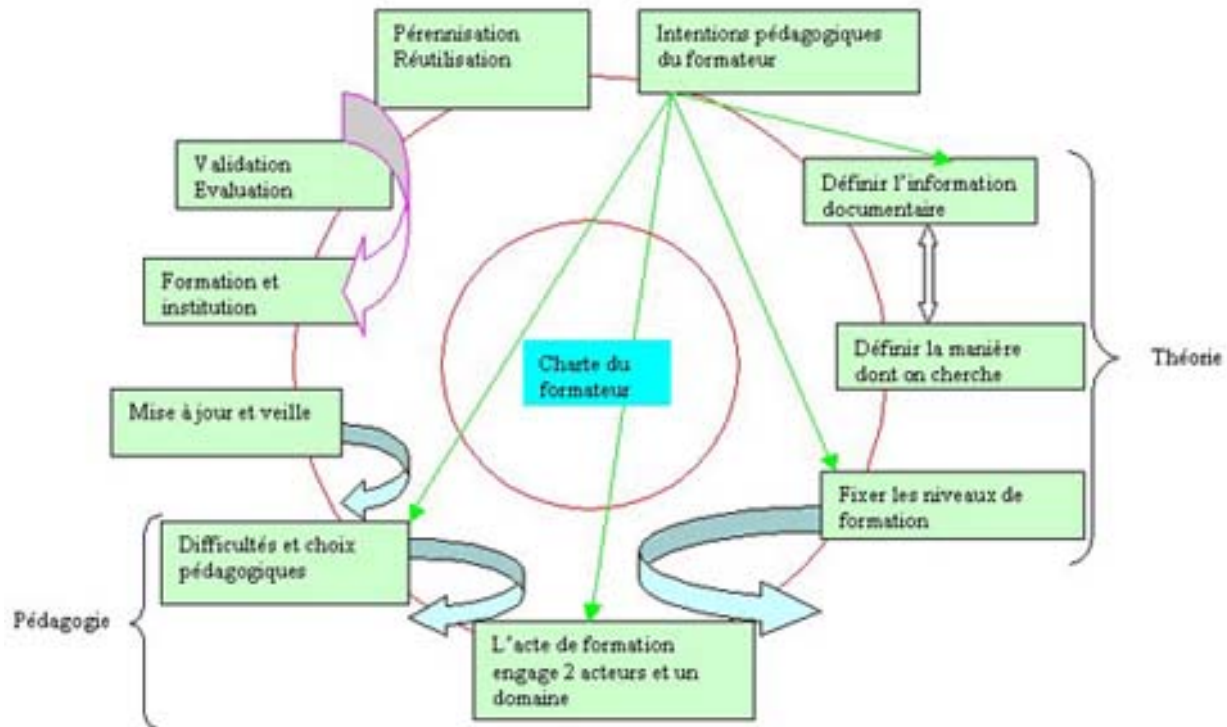 Pérennisation
Réutilisation
Intentions pédagogiques
du formateur
Validation
Evaluation
Définir l'information
documentaire
Formation et
institution
Charte du
formateur
Définir la manière
dont on cherche
Théorie
Mise à jour et veille
Fixer les niveaux de
formation
Difficultés et choix
pédagogiques
Pédagogie
L'acte de formation
engage 2 acteurs et un
domaine